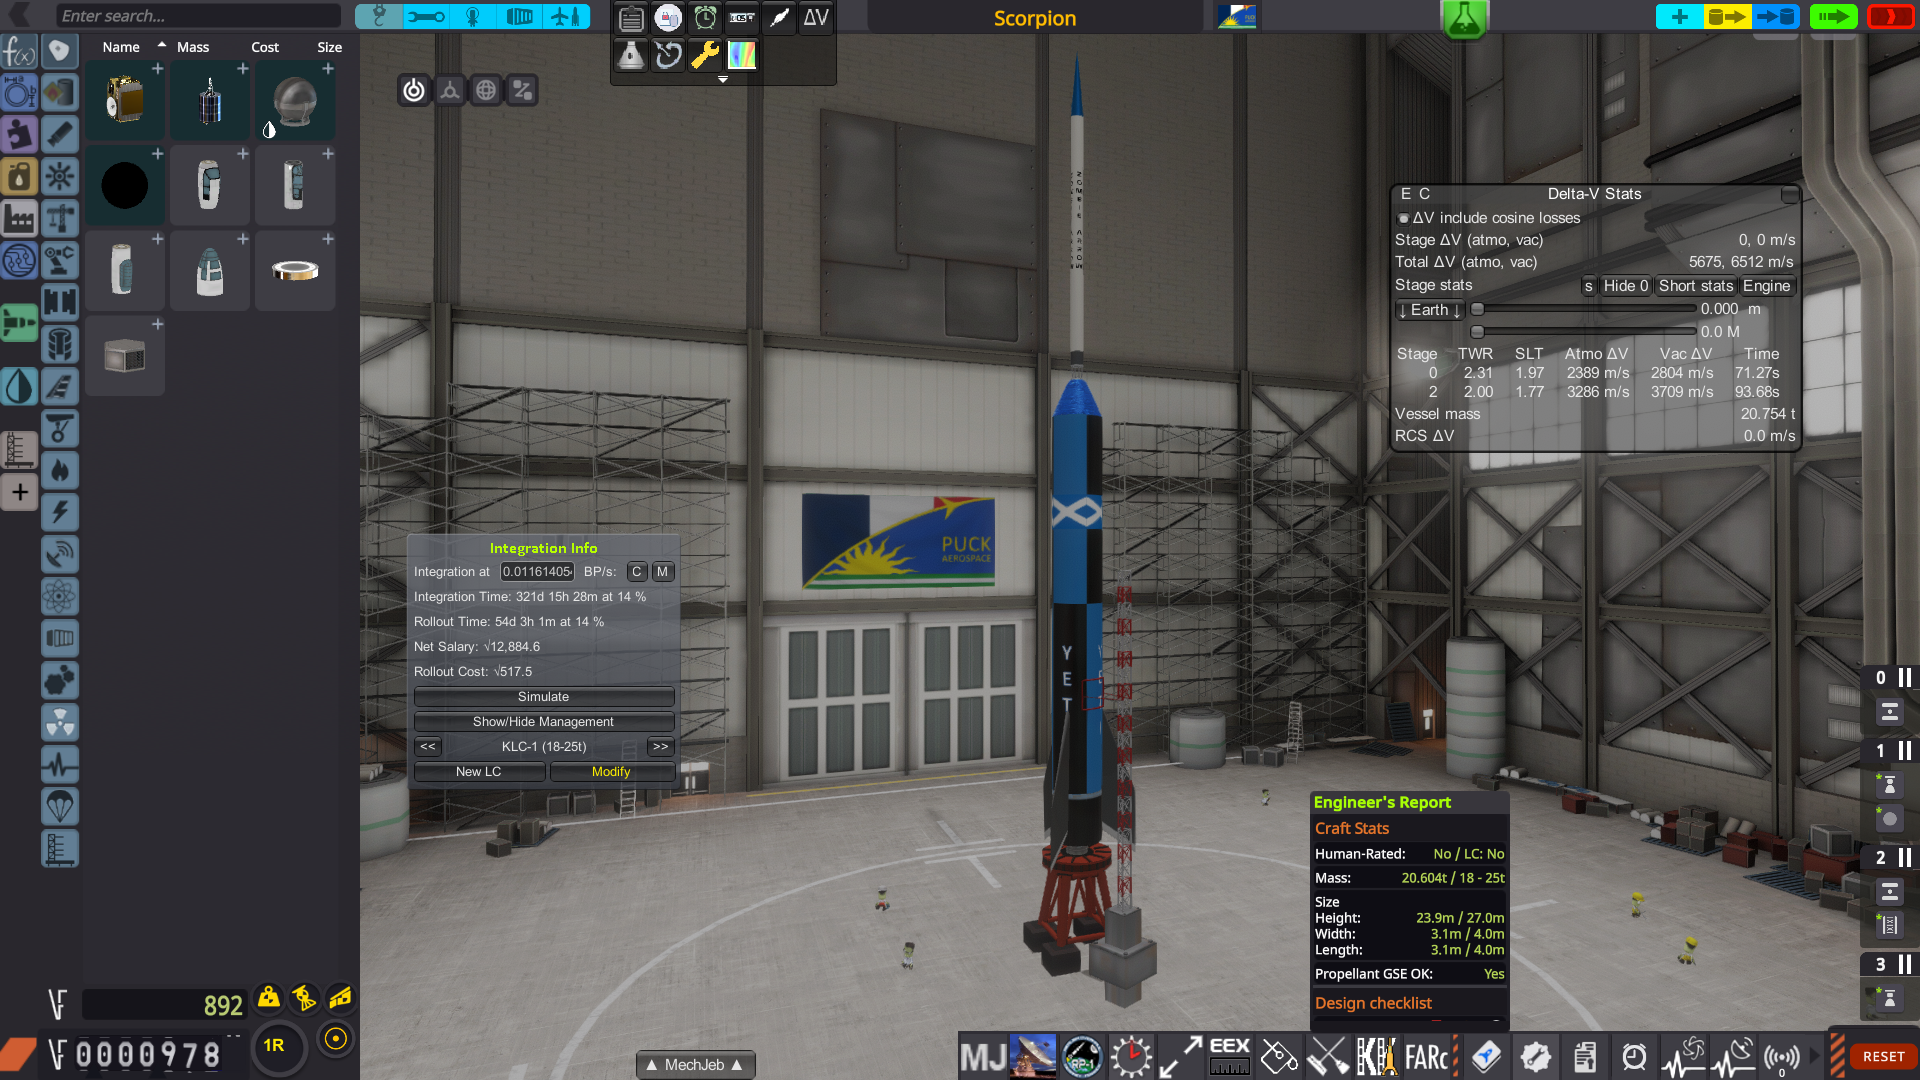 Enter search...
Name Mass Cost Size
f(x)
kOS
ΔV
Scorpion
ZOMBIE ARROW
PUCK
AEROSPACE
YET
E C Delta-V Stats
ΔV include cosine losses
Stage ΔV (atmo, vac) 0, 0 m/s
Total ΔV (atmo, vac) 5675, 6512 m/s
Stage stats s Hide 0 Short stats Engine
↓ Earth ↓ 0.000 m
0.0 M
Stage TWR SLT Atmo ΔV Vac ΔV Time
0 2.31 1.97 2389 m/s 2804 m/s 71.27s
2 2.00 1.77 3286 m/s 3709 m/s 93.68s
Vessel mass 20.754 t
RCS ΔV 0.0 m/s
Integration Info
Integration at 0.01161405 BP/s: C M
Integration Time: 321d 15h 28m at 14 %
Rollout Time: 54d 3h 1m at 14 %
Net Salary: √12,884.6
Rollout Cost: √517.5
Simulate
Show/Hide Management
<< KLC-1 (18-25t) >>
New LC Modify
Engineer's Report
Craft Stats
Human-Rated: No / LC: No
Mass: 20.604t / 18 - 25t
Size
Height: 23.9m / 27.0m
Width: 3.1m / 4.0m
Length: 3.1m / 4.0m
Propellant GSE OK: Yes
Design checklist
0
1
2
3
892
0000978
1R
▲ MechJeb ▲
MJ
RP-1
EEX
FARc
0
RESET